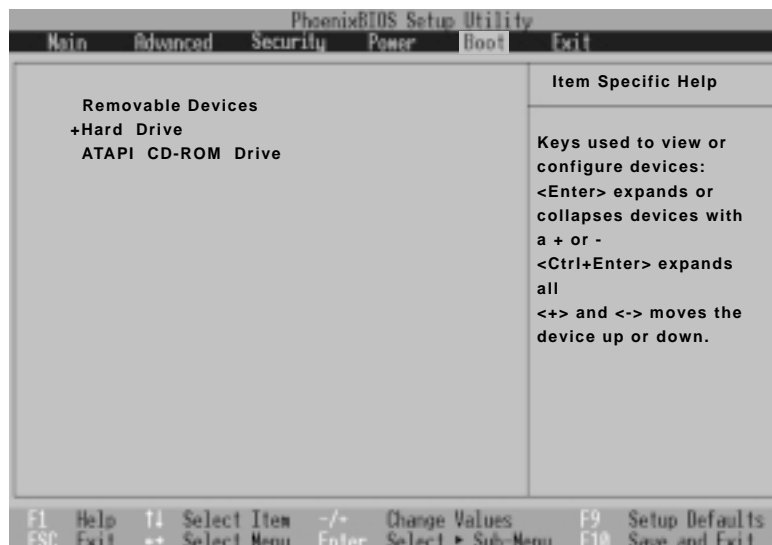 PhoenixBIOS Setup Utility
Main Advanced Security Power Boot Exit
Removable Devices
+Hard Drive
ATAPI CD-ROM Drive
Item Specific Help
Keys used to view or
configure devices:
<Enter> expands or
collapses devices with
a + or -
<Ctrl+Enter> expands
all
<+> and <-> moves the
device up or down.
F1 Help ↑↓ Select Item -/+ Change Values F9 Setup Defaults
ESC Exit ←→ Select Menu Enter Select ▸ Sub-Menu F10 Save and Exit